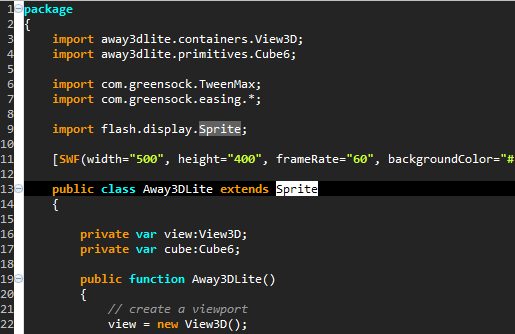 1 package
2 {
3 import away3dlite.containers.View3D;
4 import away3dlite.primitives.Cube6;
5
6 import com.greensock.TweenMax;
7 import com.greensock.easing.*;
8
9 import flash.display.Sprite;
10
11 [SWF(width="500", height="400", frameRate="60", backgroundColor="#
12
13 public class Away3DLite extends Sprite
14 {
15
16 private var view:View3D;
17 private var cube:Cube6;
18
19 public function Away3DLite()
20 {
21 // create a viewport
22 view = new View3D();